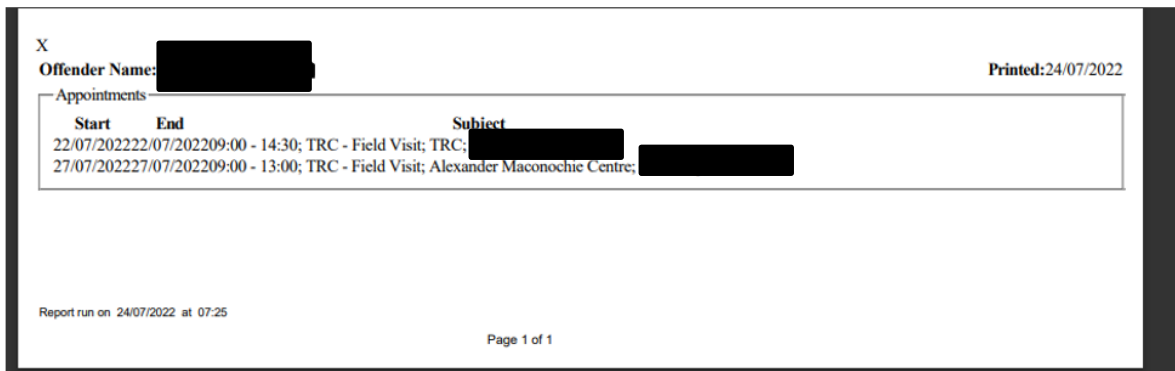 X
Offender Name:
Printed:24/07/2022
Appointments
Start End Subject
22/07/202222/07/202209:00 - 14:30; TRC - Field Visit; TRC;
27/07/202227/07/202209:00 - 13:00; TRC - Field Visit; Alexander Maconochie Centre;
Report run on 24/07/2022 at 07:25
Page 1 of 1